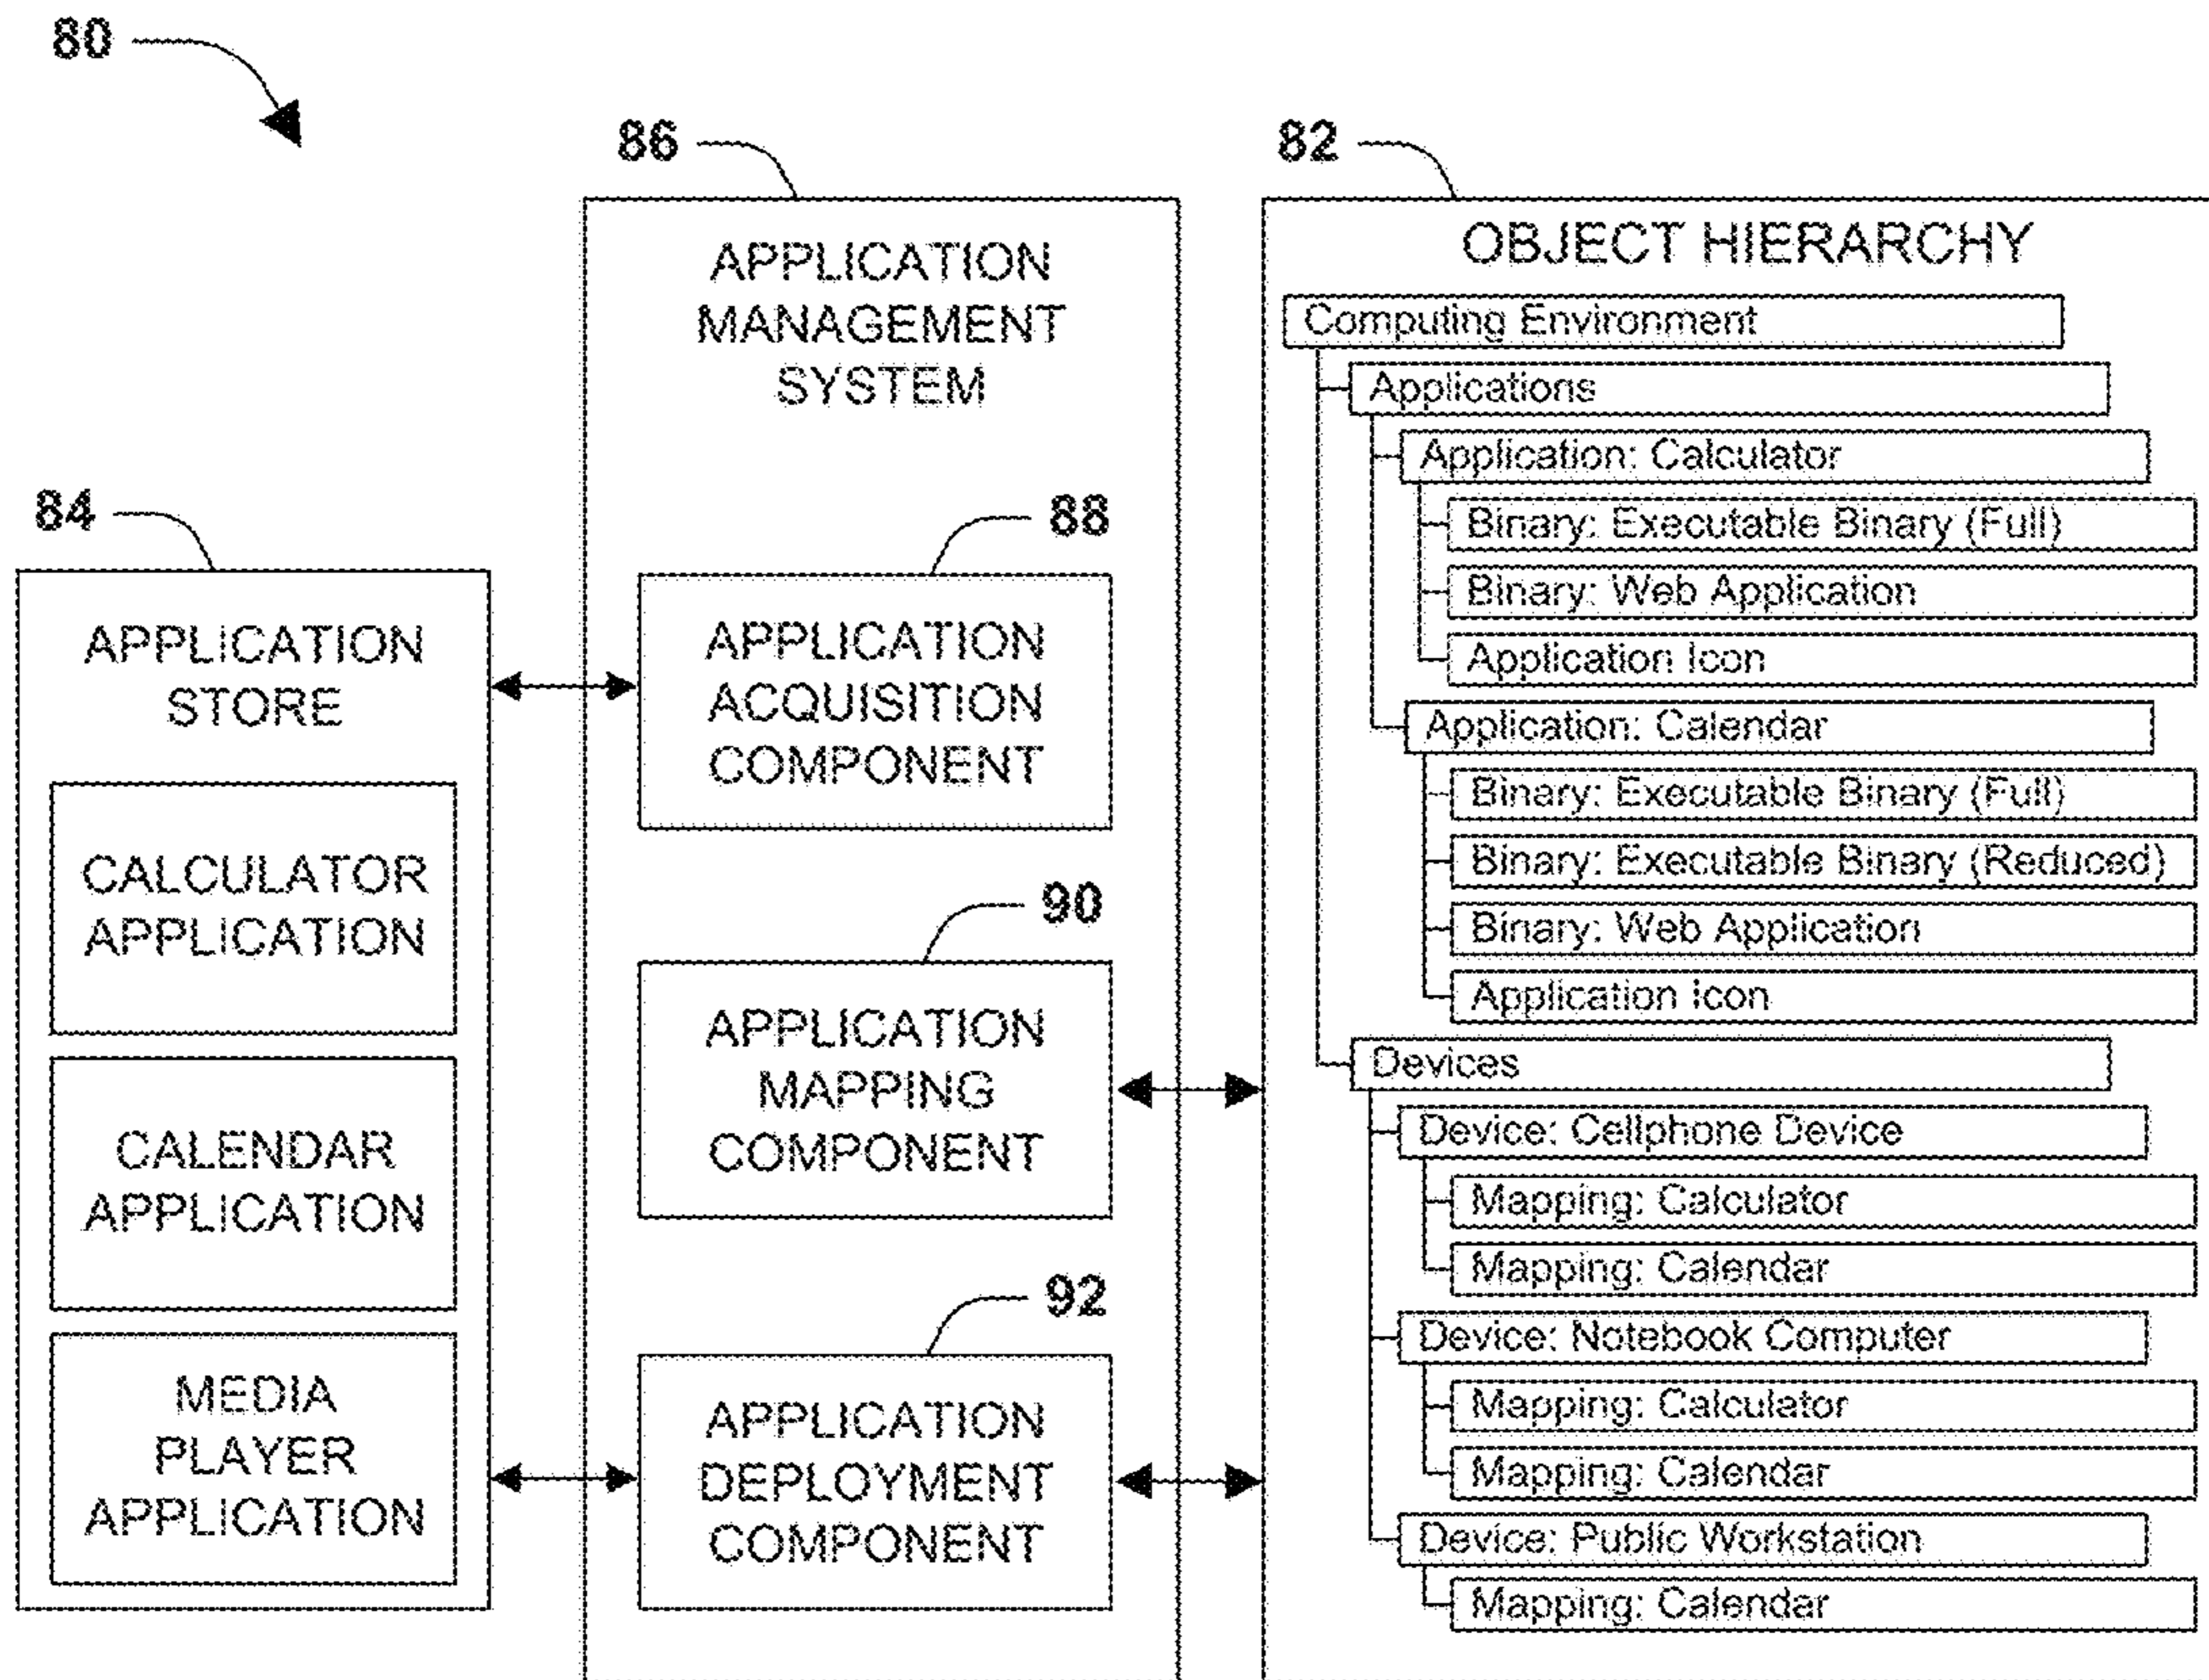 80
86
82
APPLICATION
MANAGEMENT
SYSTEM
OBJECT HIERARCHY
Computing Environment
Applications
Application: Calculator
Binary: Executable Binary (Full)
Binary: Web Application
Application Icon
Application: Calendar
Binary: Executable Binary (Full)
Binary: Executable Binary (Reduced)
Binary: Web Application
Application Icon
Devices
Device: Cellphone Device
Mapping: Calculator
Mapping: Calendar
Device: Notebook Computer
Mapping: Calculator
Mapping: Calendar
Device: Public Workstation
Mapping: Calendar
84
APPLICATION
STORE
CALCULATOR
APPLICATION
CALENDAR
APPLICATION
MEDIA
PLAYER
APPLICATION
88
APPLICATION
ACQUISITION
COMPONENT
90
APPLICATION
MAPPING
COMPONENT
92
APPLICATION
DEPLOYMENT
COMPONENT